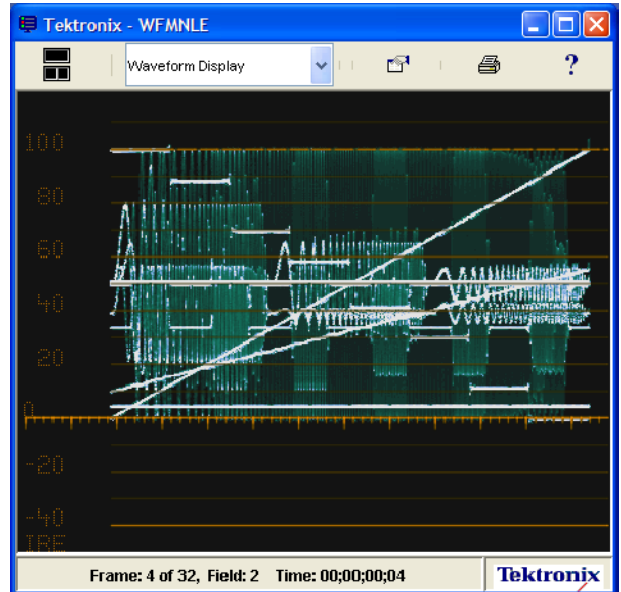 Tektronix - WFMNLE
Waveform Display
?
100
80
60
40
20
0
-20
-40
IRE
Frame: 4 of 32, Field: 2 Time: 00;00;00;04
Tektronix